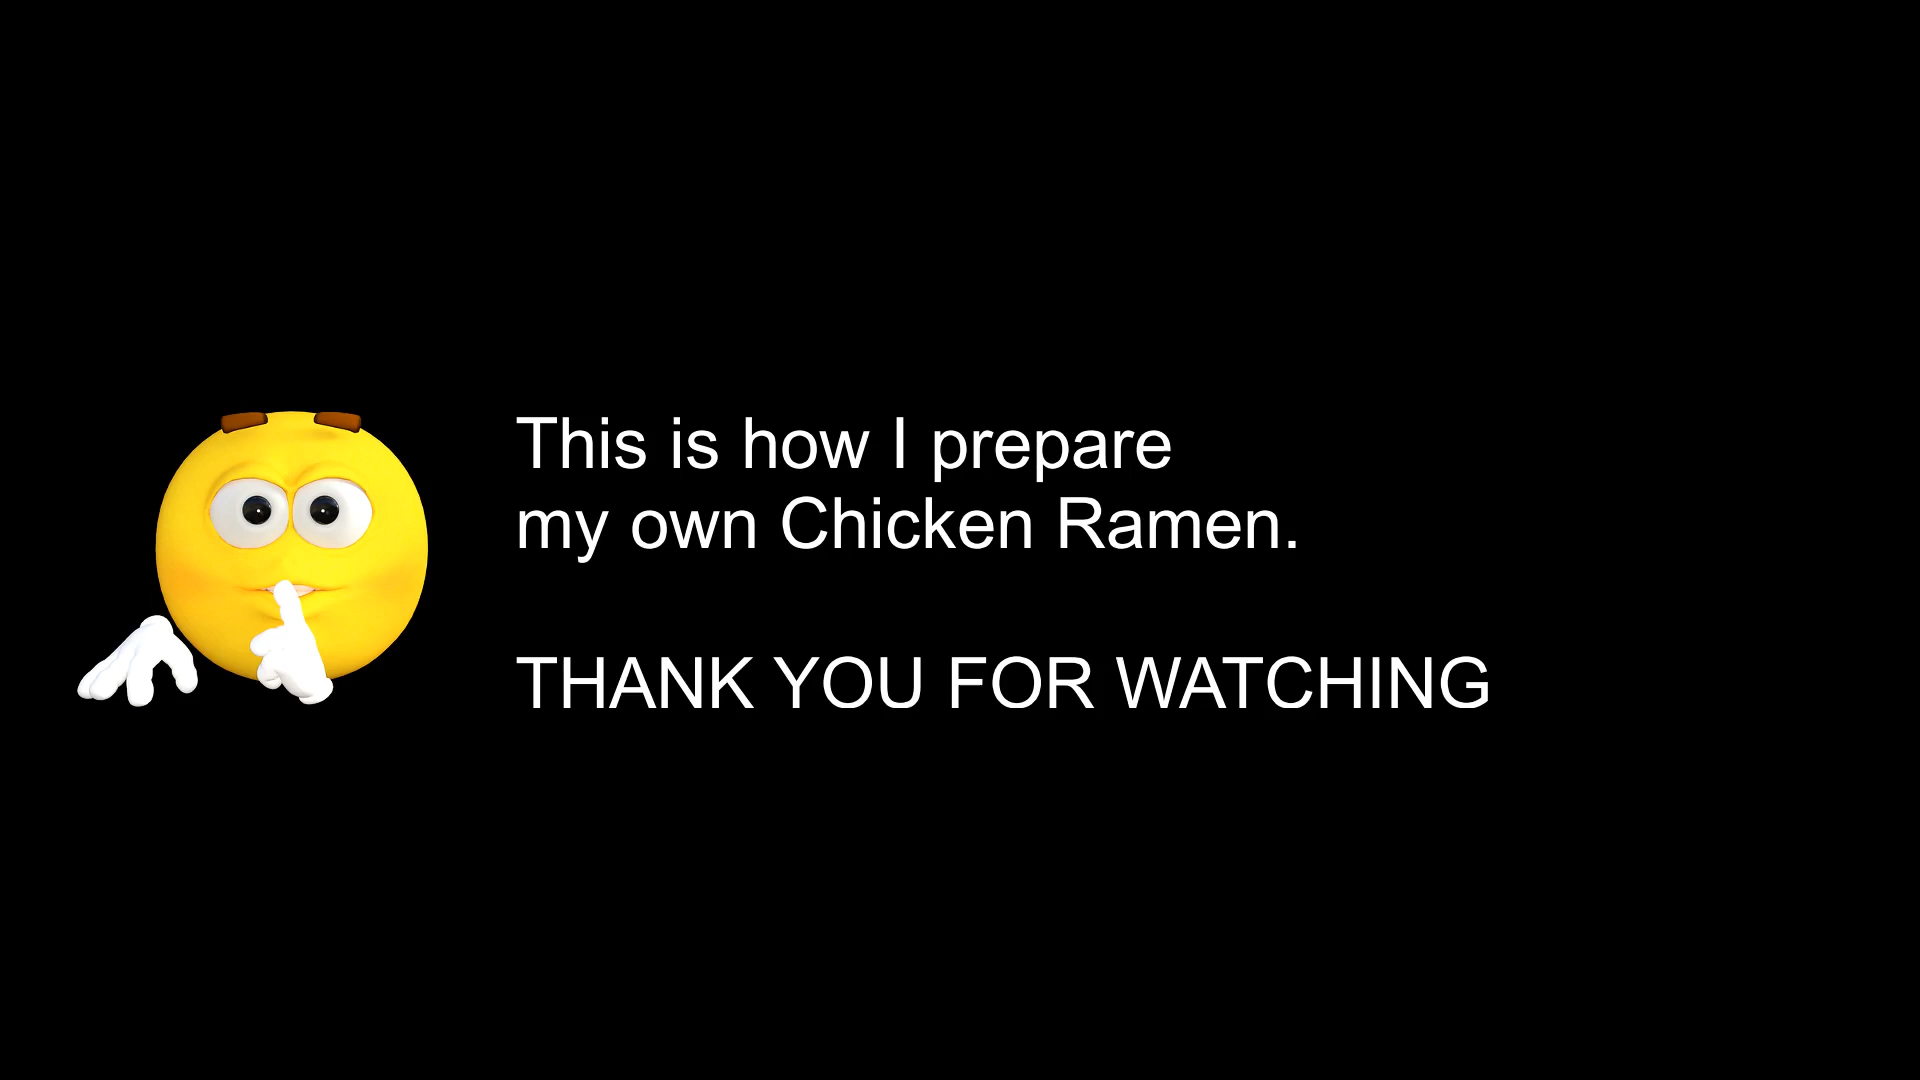 This is how I prepare
my own Chicken Ramen.
THANK YOU FOR WATCHING